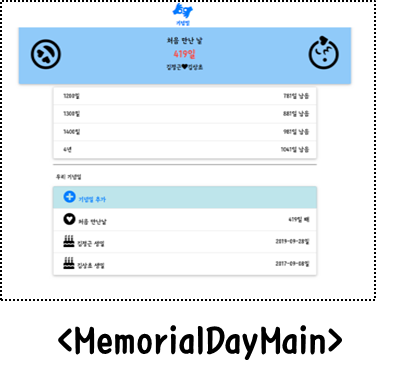 기념일
처음 만난 날
419일
김정근♥김상호
1200일 781일 남음
1300일 881일 남음
1400일 981일 남음
4년 1041일 남음
우리 기념일
기념일 추가
처음 만난날 419일 째
김정근 생일 2019-09-20일
김상호 생일 2017-09-08일
<MemorialDayMain>